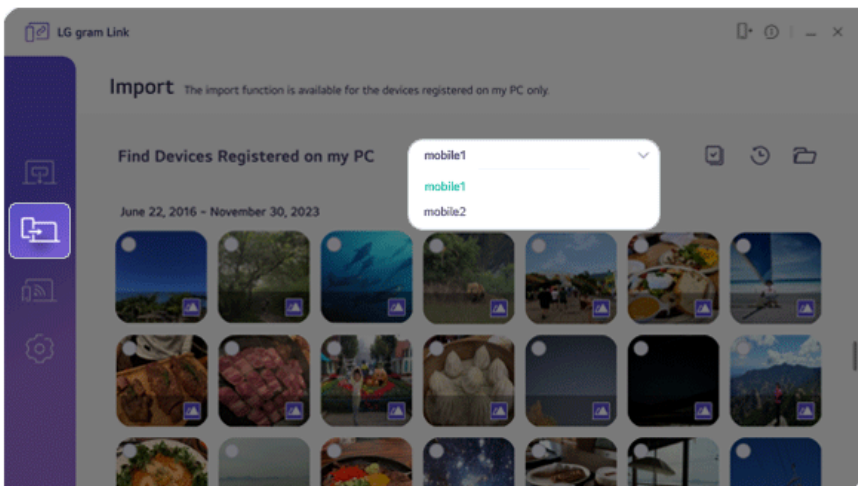 LG gram Link
Import The import function is available for the devices registered on my PC only.
Find Devices Registered on my PC
mobile1
mobile1
mobile2
June 22, 2016 - November 30, 2023